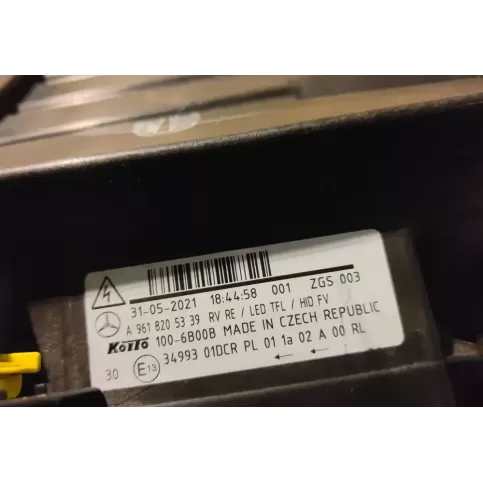 31-05-2021 18:44:58 001 ZGS 003
A 961 820 53 39 RV RE / LED TFL / HID FV
KOITO 100-6B00B MADE IN CZECH REPUBLIC
30 E13 34993 01DCR PL 01 1a 02 A 00 RL